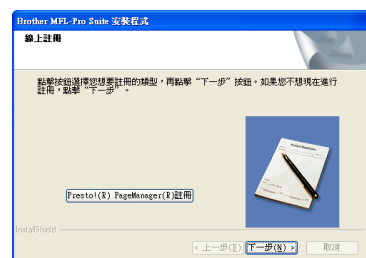 Brother MFL-Pro Suite 安裝程式
線上註冊
點擊按鈕選擇您想要註冊的類型，再點擊 “下一步” 按鈕。如果您不想現在進行
註冊，點擊 “下一步” 。
Presto!(R) PageManager(R)註冊
InstallShield
< 上一步(B) 下一步(N) > 取消